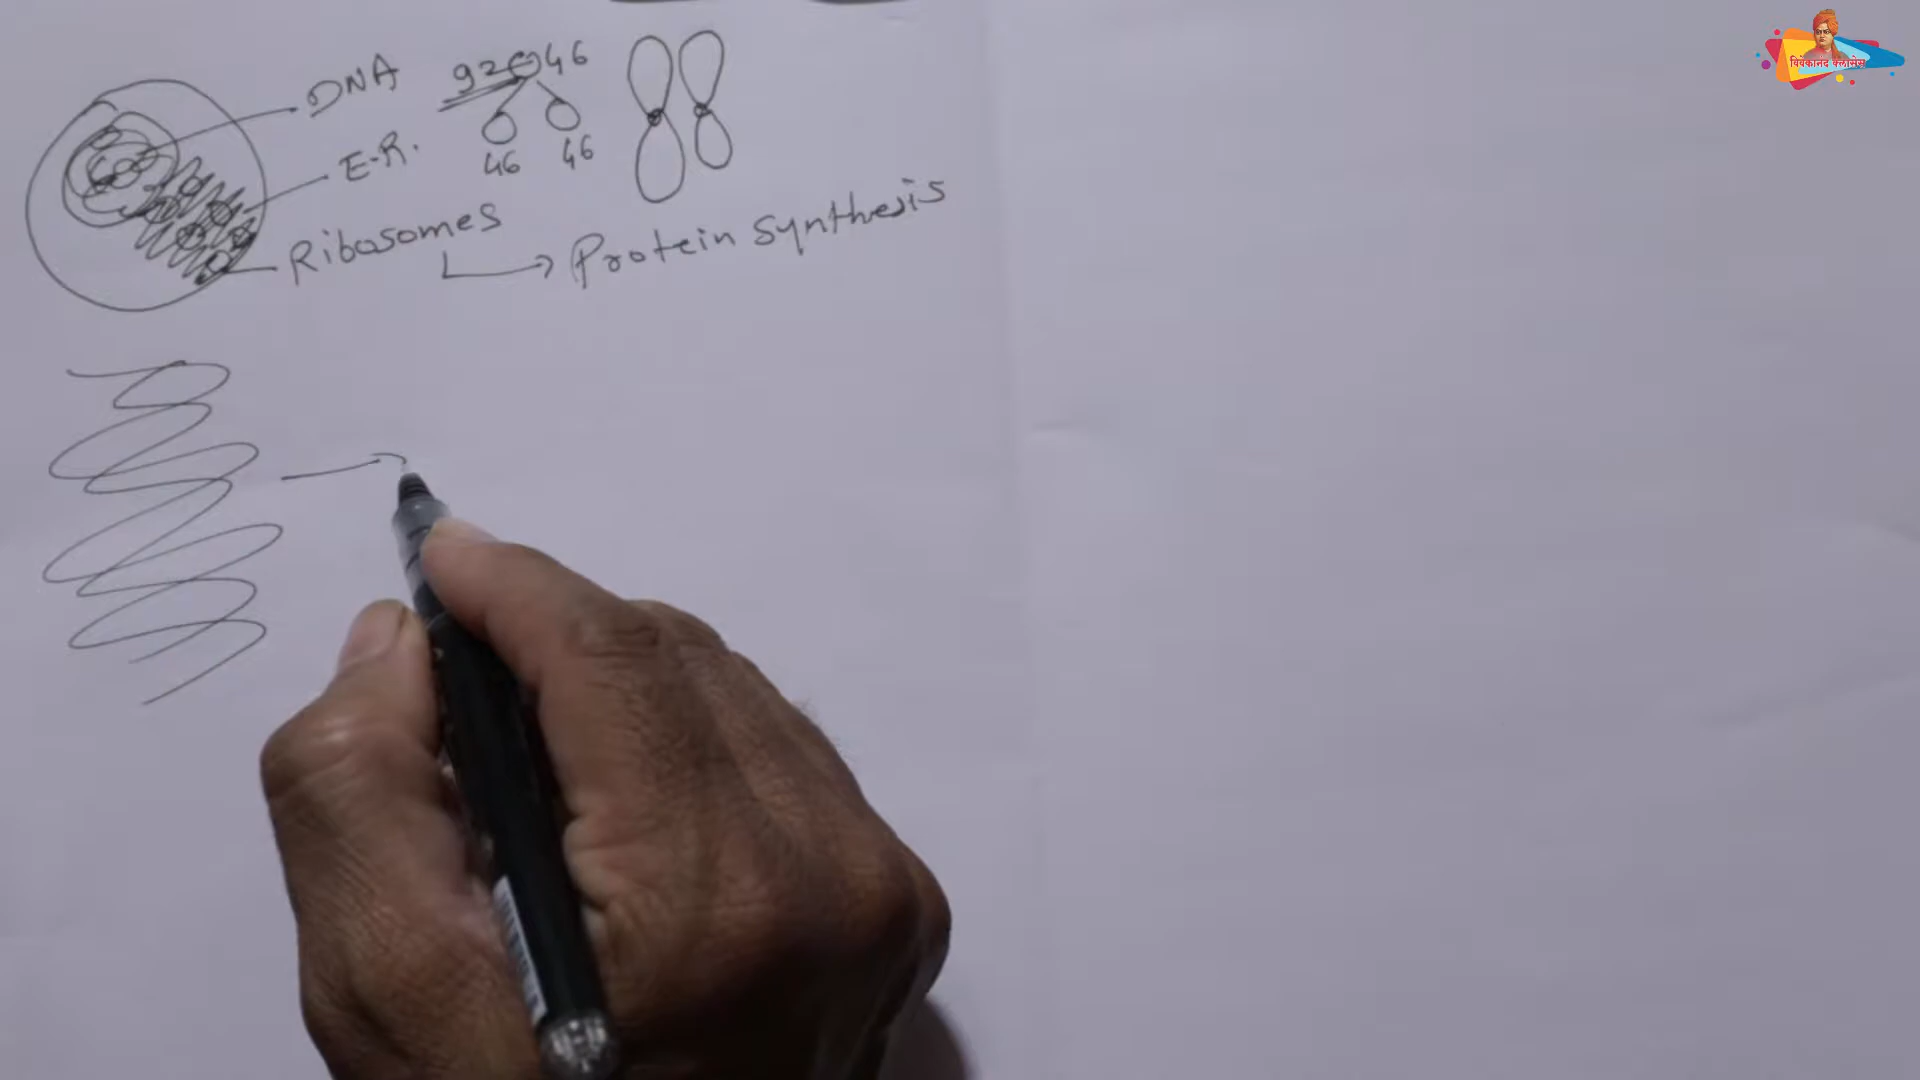 DNA
92 46
46 46
E.R.
Ribosomes
Protein synthesis
विवेकानंद क्लासेस